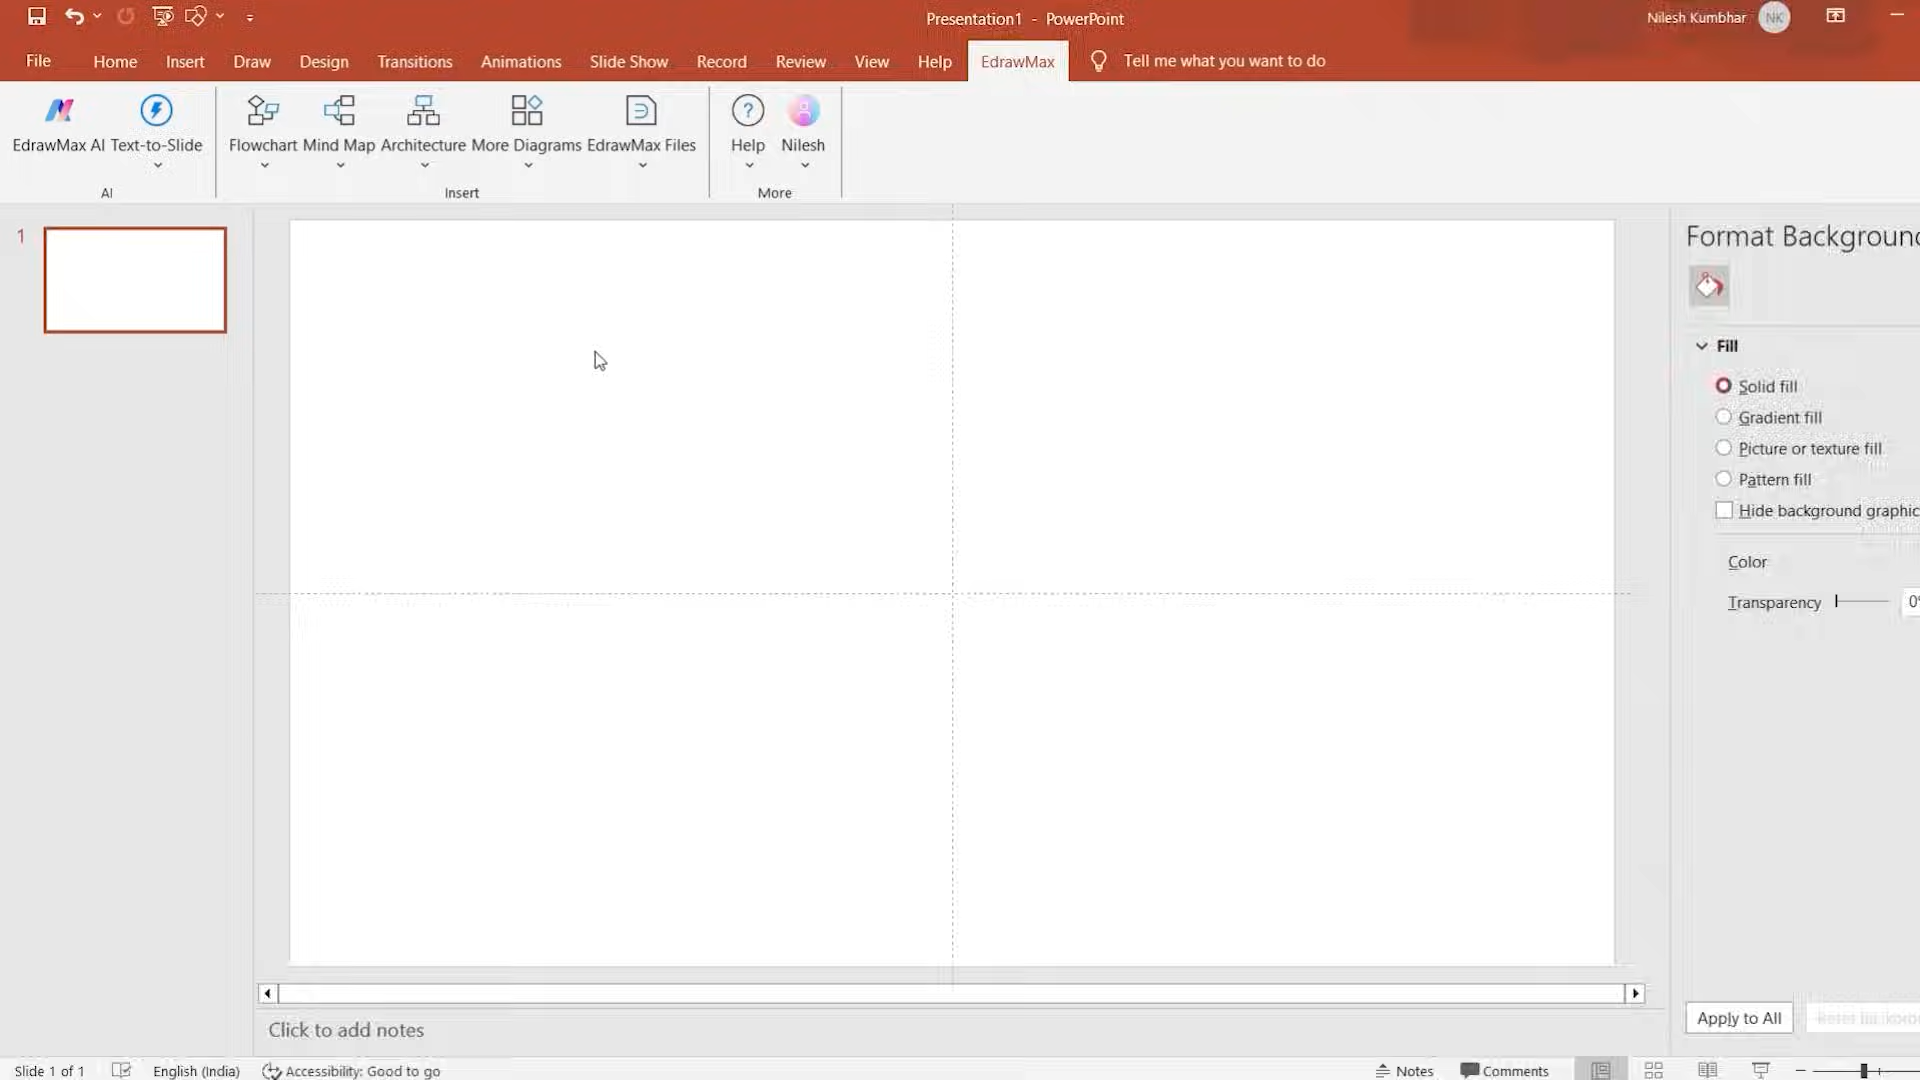 Presentation1 - PowerPoint
Nilesh Kumbhar NK
File Home Insert Draw Design Transitions Animations Slide Show Record Review View Help EdrawMax Tell me what you want to do
EdrawMax AI Text-to-Slide Flowchart Mind Map Architecture More Diagrams EdrawMax Files Help Nilesh
AI Insert More
1
Format Background
Fill
Solid fill
Gradient fill
Picture or texture fill
Pattern fill
Hide background graphic
Color
Transparency 0%
Click to add notes
Apply to All
Slide 1 of 1 English (India) Accessibility: Good to go Notes Comments